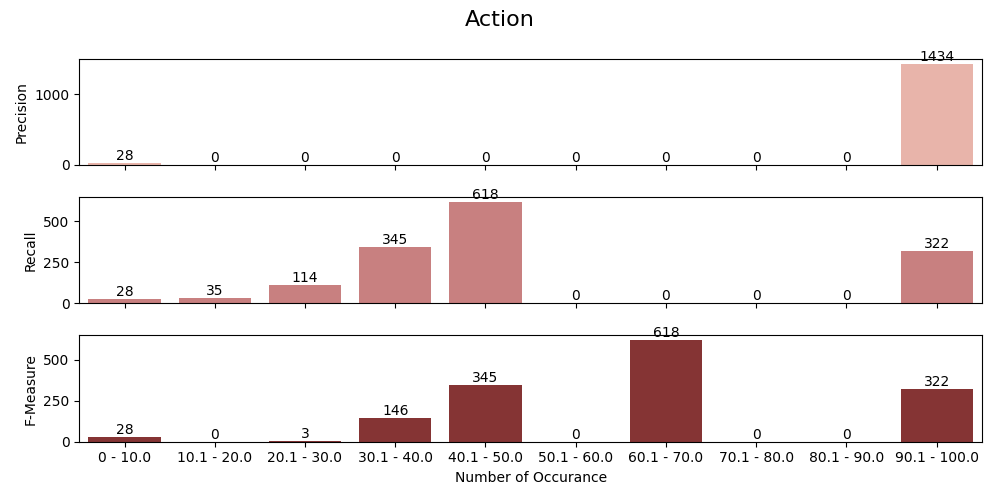 Action
Precision
1000
0
28
0
0
0
0
0
0
0
0
1434
Recall
500
250
0
28
35
114
345
618
0
0
0
0
322
F-Measure
500
250
0
28
0
3
146
345
0
618
0
0
322
0 - 10.0
10.1 - 20.0
20.1 - 30.0
30.1 - 40.0
40.1 - 50.0
50.1 - 60.0
60.1 - 70.0
70.1 - 80.0
80.1 - 90.0
90.1 - 100.0
Number of Occurance